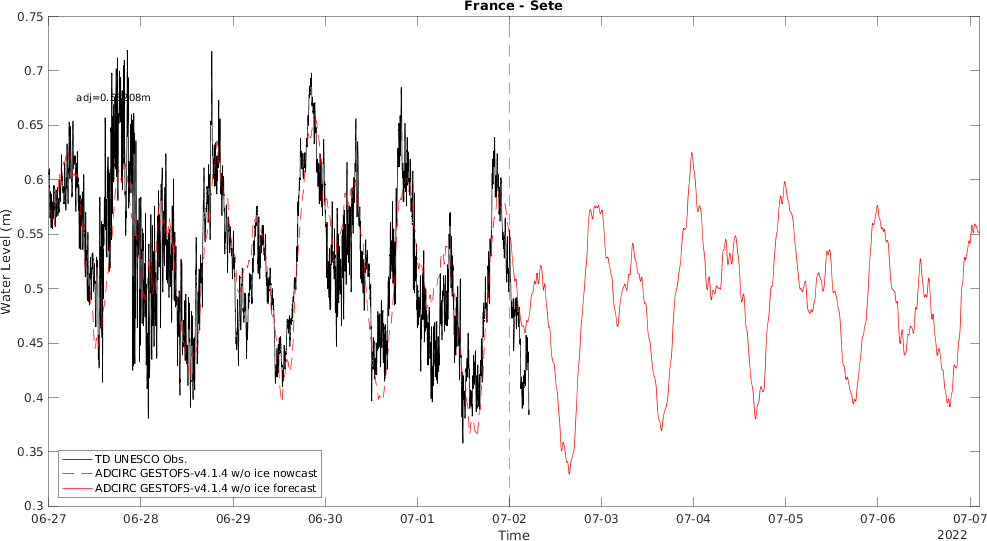 France - Sete
0.75
0.7
0.65
0.6
0.55
0.5
0.45
0.4
0.35
0.3
Water Level (m)
TD UNESCO Obs.
ADCIRC GESTOFS-v4.1.4 w/o ice nowcast
ADCIRC GESTOFS-v4.1.4 w/o ice forecast
06-27 06-28 06-29 06-30 07-01 07-02 07-03 07-04 07-05 07-06 07-07
Time
2022